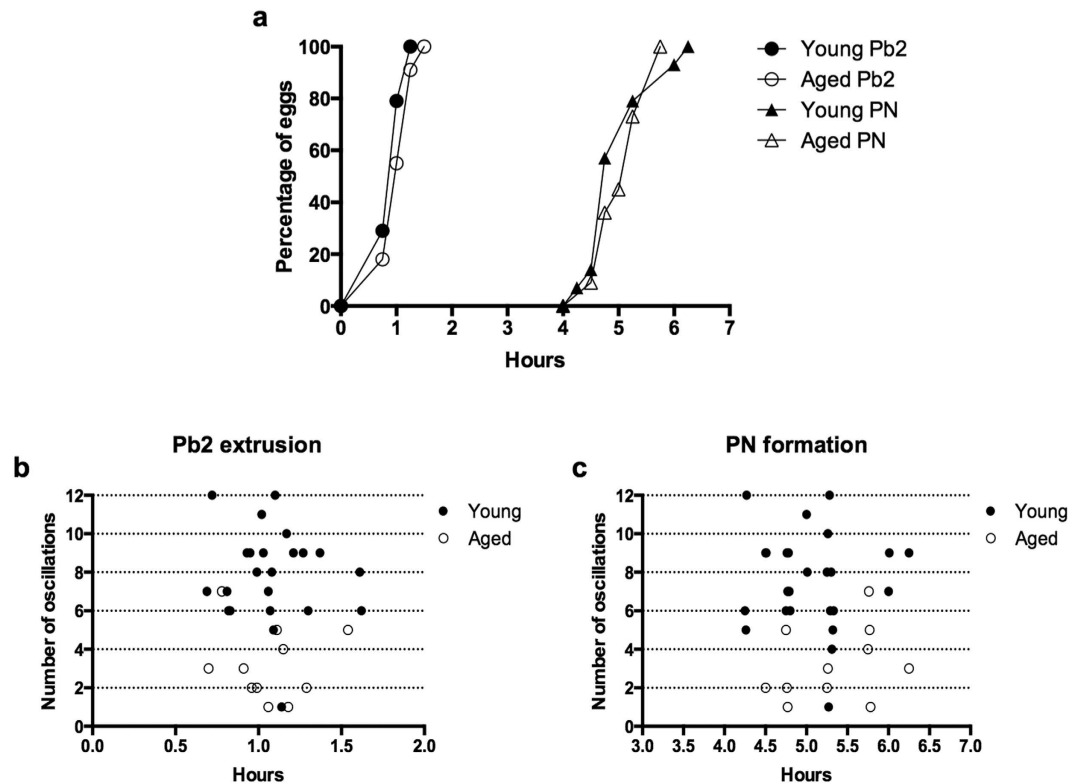 a
100
80
60
40
20
0
Percentage of eggs
0 1 2 3 4 5 6 7
Hours
Young Pb2
Aged Pb2
Young PN
Aged PN
b
Pb2 extrusion
12
10
8
6
4
2
0
Number of oscillations
0.0 0.5 1.0 1.5 2.0
Hours
Young
Aged
c
PN formation
12
10
8
6
4
2
0
Number of oscillations
3.0 3.5 4.0 4.5 5.0 5.5 6.0 6.5 7.0
Hours
Young
Aged